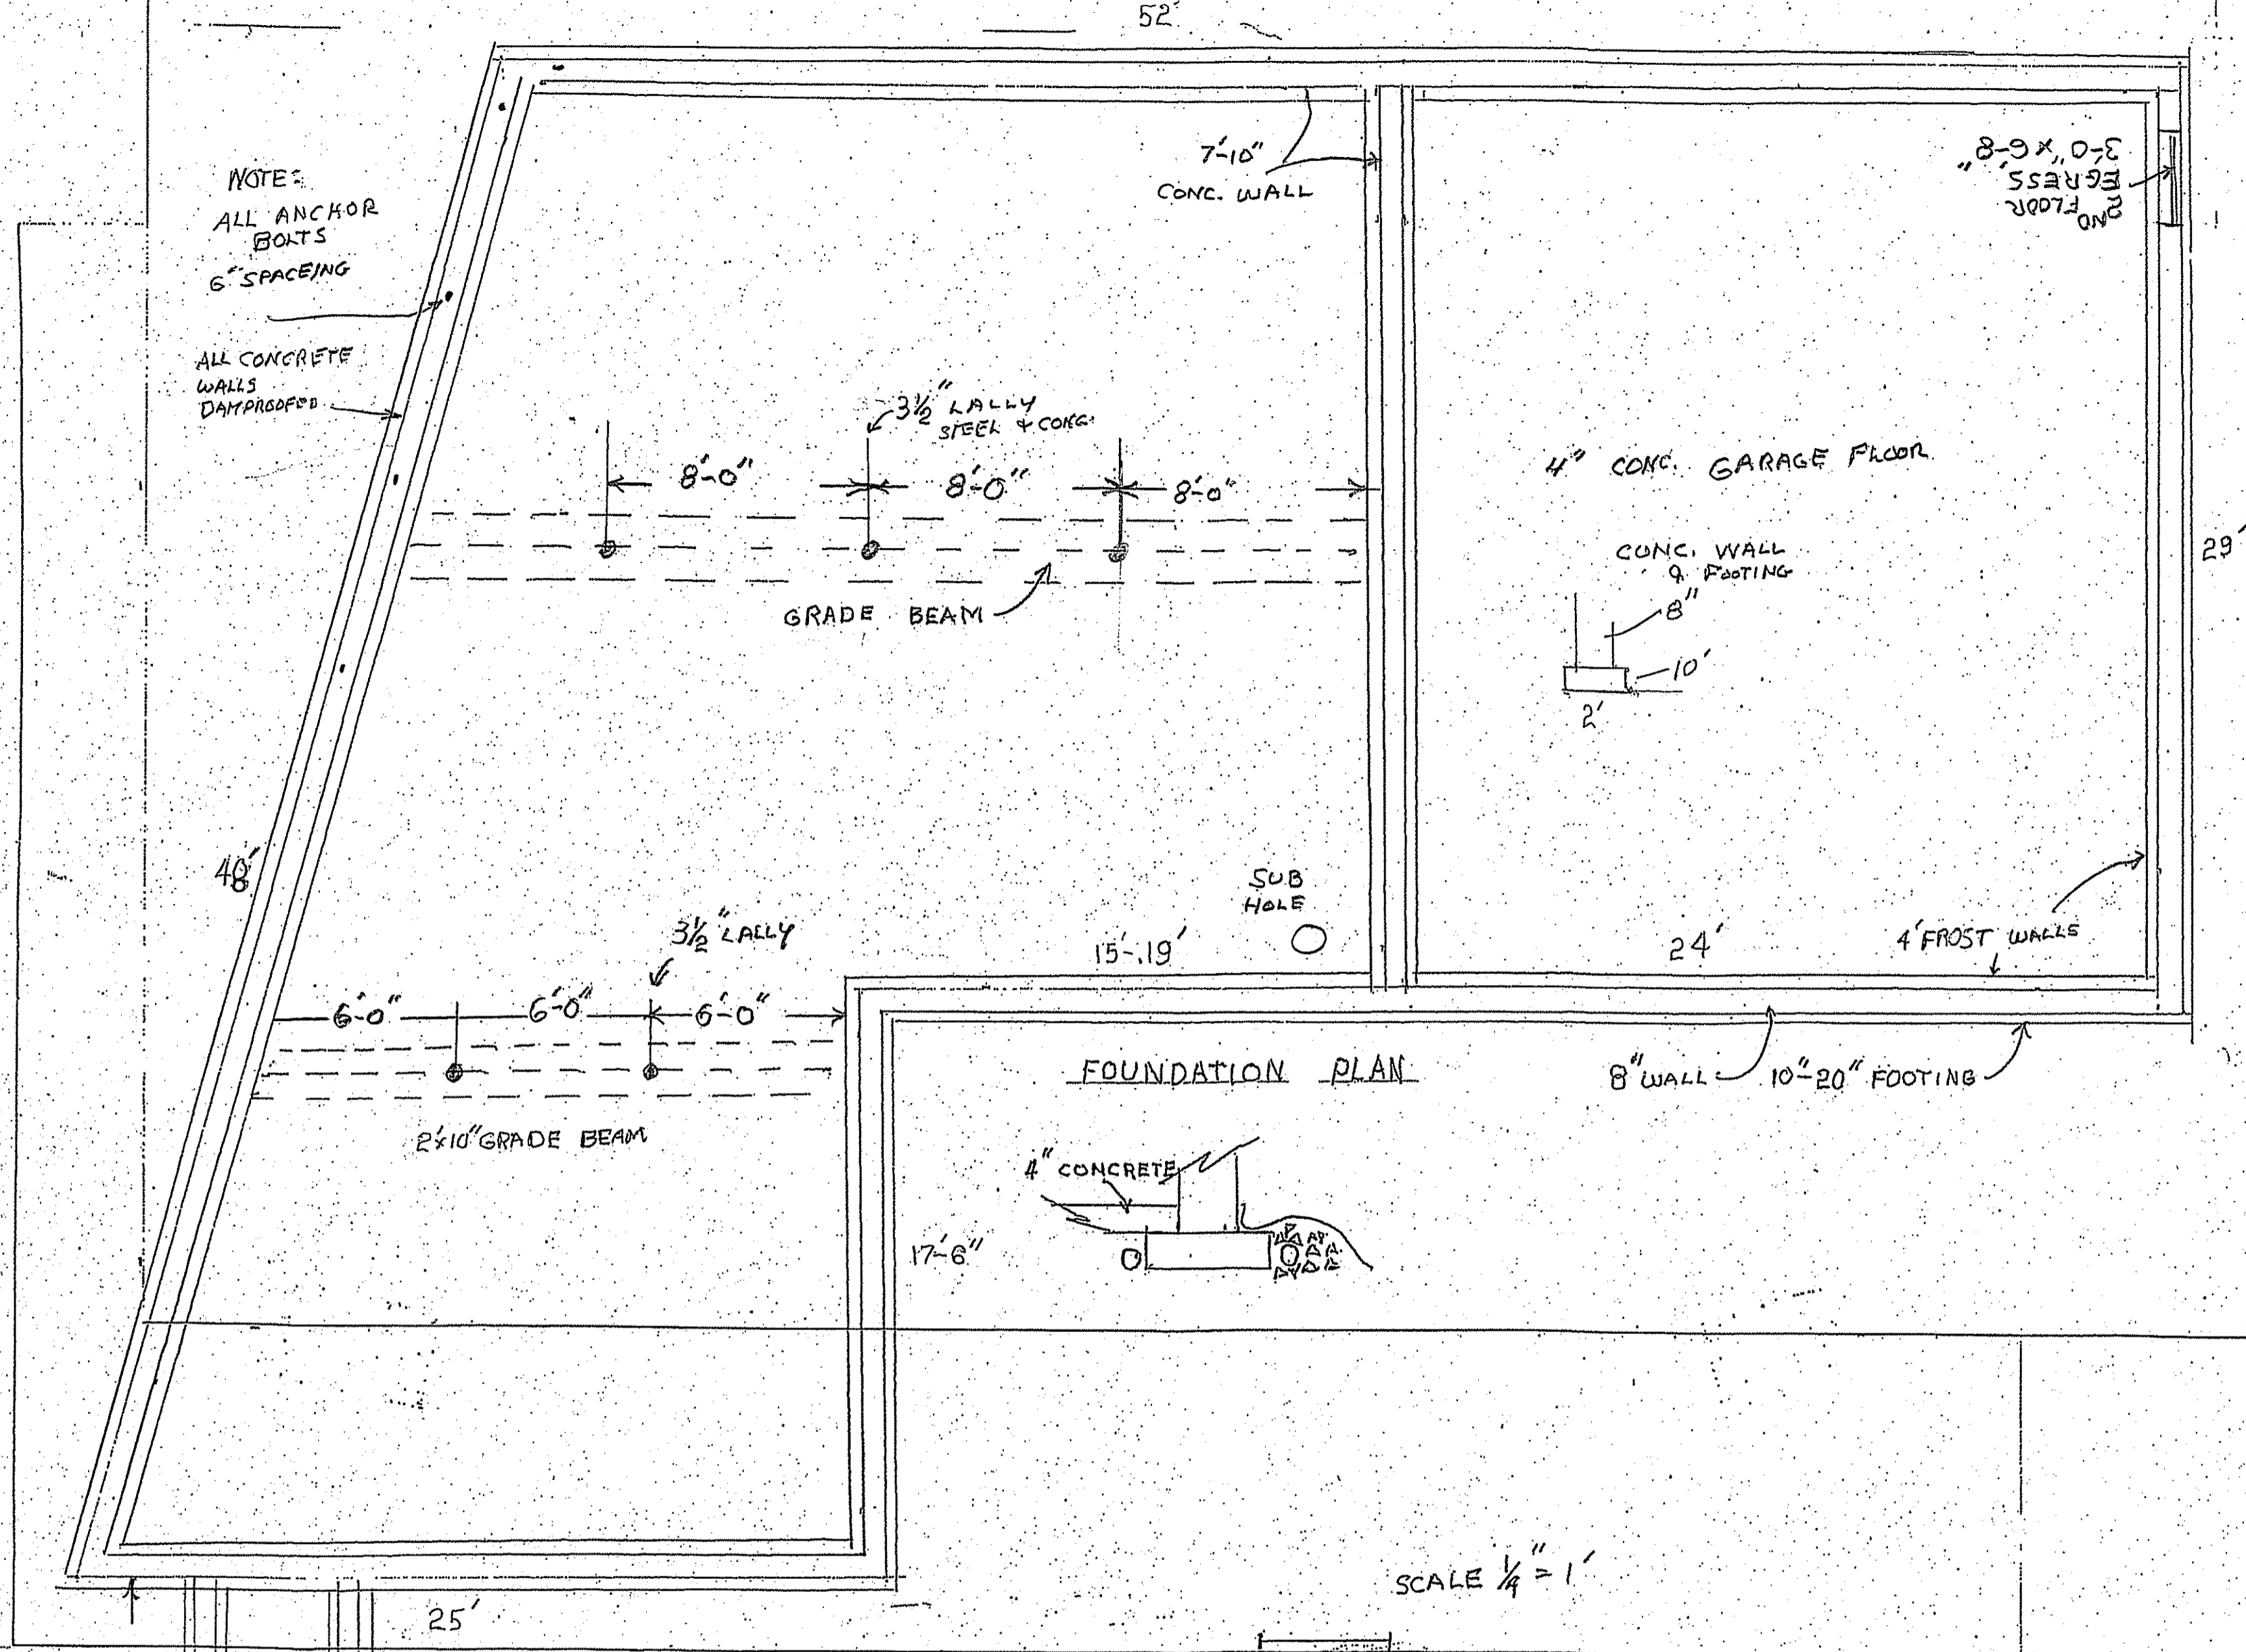 52'
NOTE:
ALL ANCHOR
BOLTS
6' SPACEING
ALL CONCRETE
WALLS
DAMPROOFED
7'-10"
CONC. WALL
2ND FLOOR
EGRESS
3'-0" x 6'-8"
3 1/2" LALLY
STEEL & CONC.
8'-0"
8'-0"
8'-0"
GRADE BEAM
4" CONC. GARAGE FLOOR
CONC. WALL
& FOOTING
8"
10'
2'
29'
SUB
HOLE
15'-.19'
24'
4' FROST WALLS
3 1/2" LALLY
6'-0"
6'-0"
6'-0"
2'x10" GRADE BEAM
FOUNDATION PLAN
8" WALL
10"-20" FOOTING
4" CONCRETE
17'-6"
SCALE 1/4" = 1'
25'